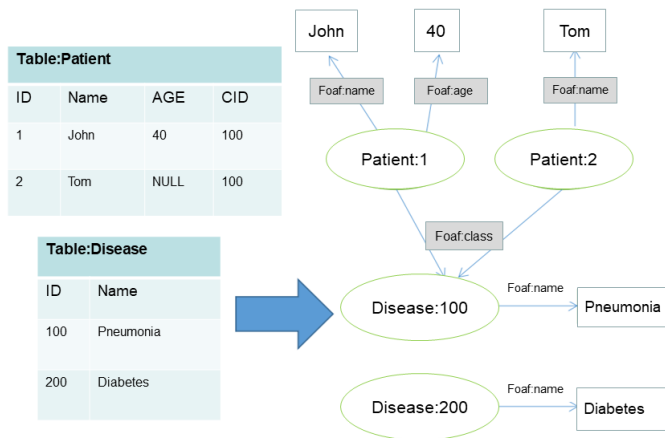 John 40 Tom
Table:Patient
ID Name AGE CID
1 John 40 100
2 Tom NULL 100
Foaf:name Foaf:age Foaf:name
Patient:1 Patient:2
Foaf:class
Table:Disease
ID Name
100 Pneumonia
200 Diabetes
Foaf:name
Disease:100 Pneumonia
Foaf:name
Disease:200 Diabetes